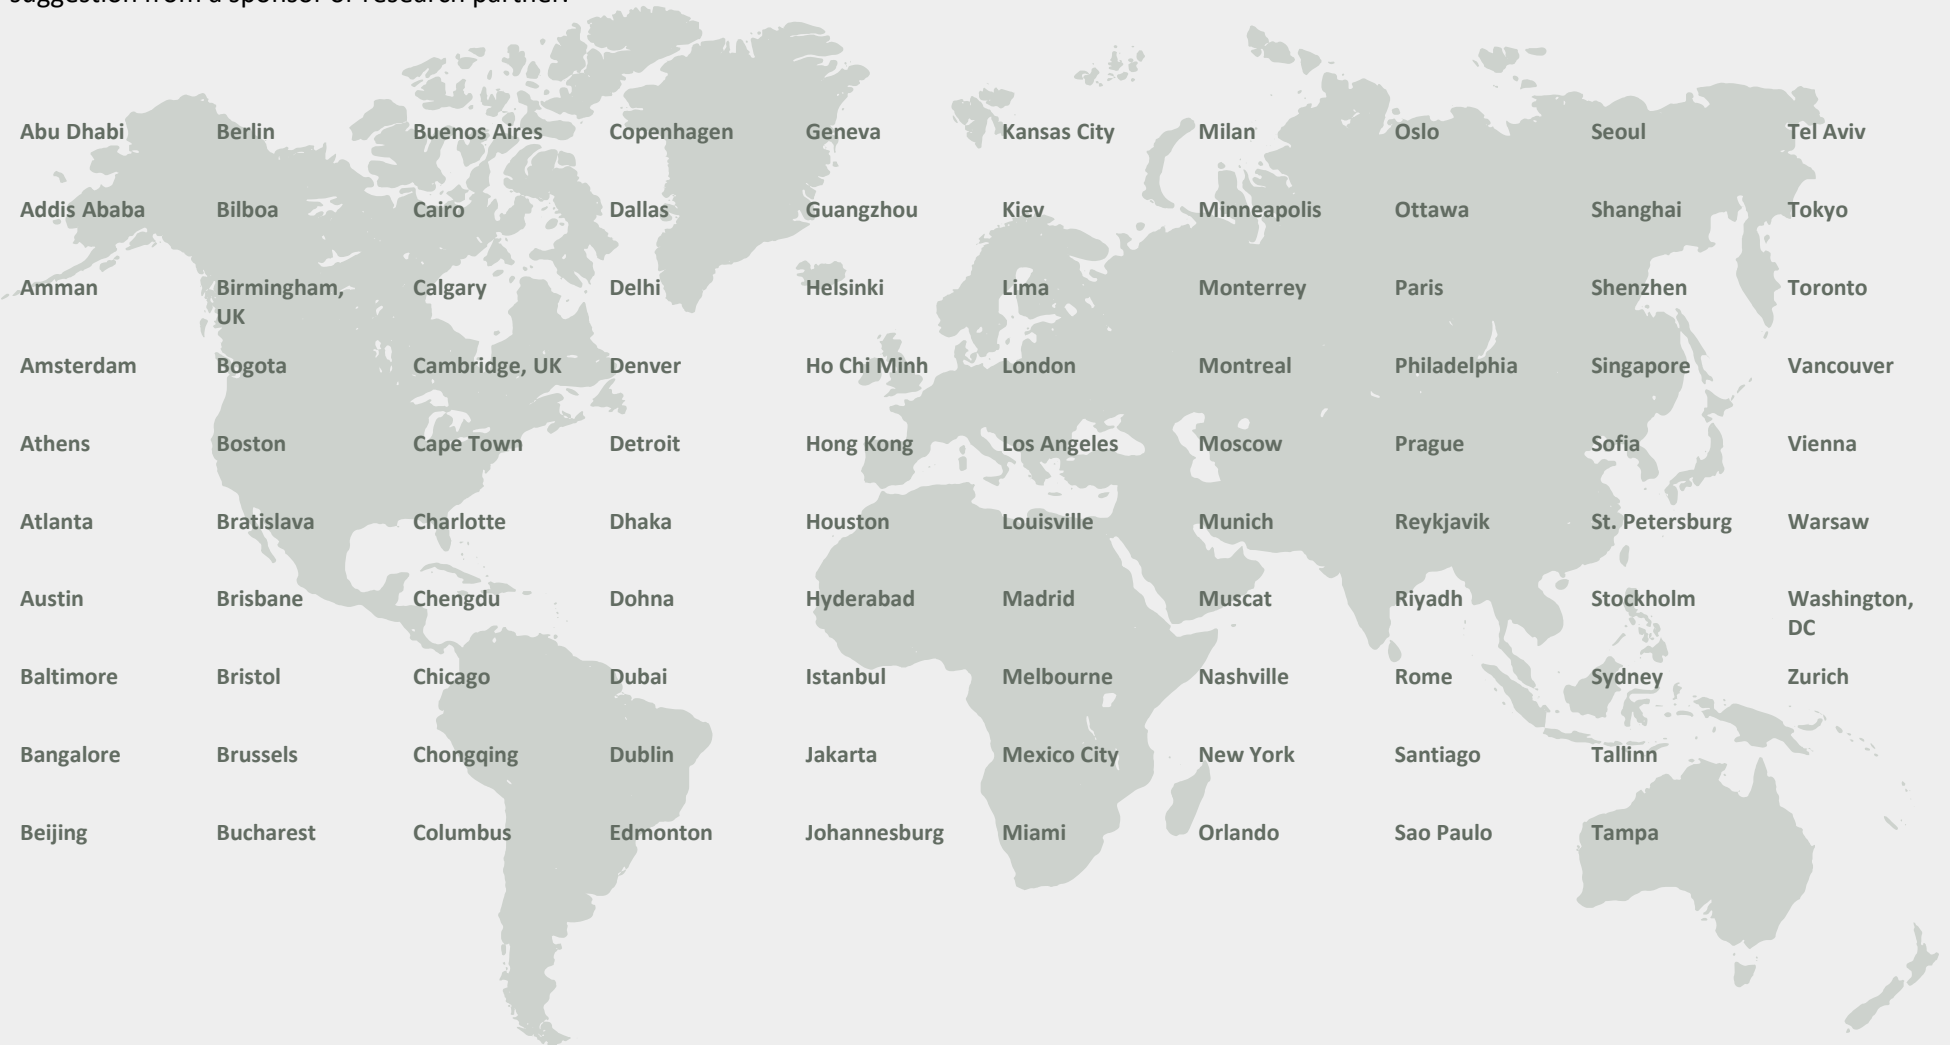 suggestion from a sponsor or research partner.
Abu Dhabi
Addis Ababa
Amman
Amsterdam
Athens
Atlanta
Austin
Baltimore
Bangalore
Beijing
Berlin
Bilboa
Birmingham,
UK
Bogota
Boston
Bratislava
Brisbane
Bristol
Brussels
Bucharest
Buenos Aires
Cairo
Calgary
Cambridge, UK
Cape Town
Charlotte
Chengdu
Chicago
Chongqing
Columbus
Copenhagen
Dallas
Delhi
Denver
Detroit
Dhaka
Dohna
Dubai
Dublin
Edmonton
Geneva
Guangzhou
Helsinki
Ho Chi Minh
Hong Kong
Houston
Hyderabad
Istanbul
Jakarta
Johannesburg
Kansas City
Kiev
Lima
London
Los Angeles
Louisville
Madrid
Melbourne
Mexico City
Miami
Milan
Minneapolis
Monterrey
Montreal
Moscow
Munich
Muscat
Nashville
New York
Orlando
Oslo
Ottawa
Paris
Philadelphia
Prague
Reykjavik
Riyadh
Rome
Santiago
Sao Paulo
Seoul
Shanghai
Shenzhen
Singapore
Sofia
St. Petersburg
Stockholm
Sydney
Tallinn
Tampa
Tel Aviv
Tokyo
Toronto
Vancouver
Vienna
Warsaw
Washington,
DC
Zurich